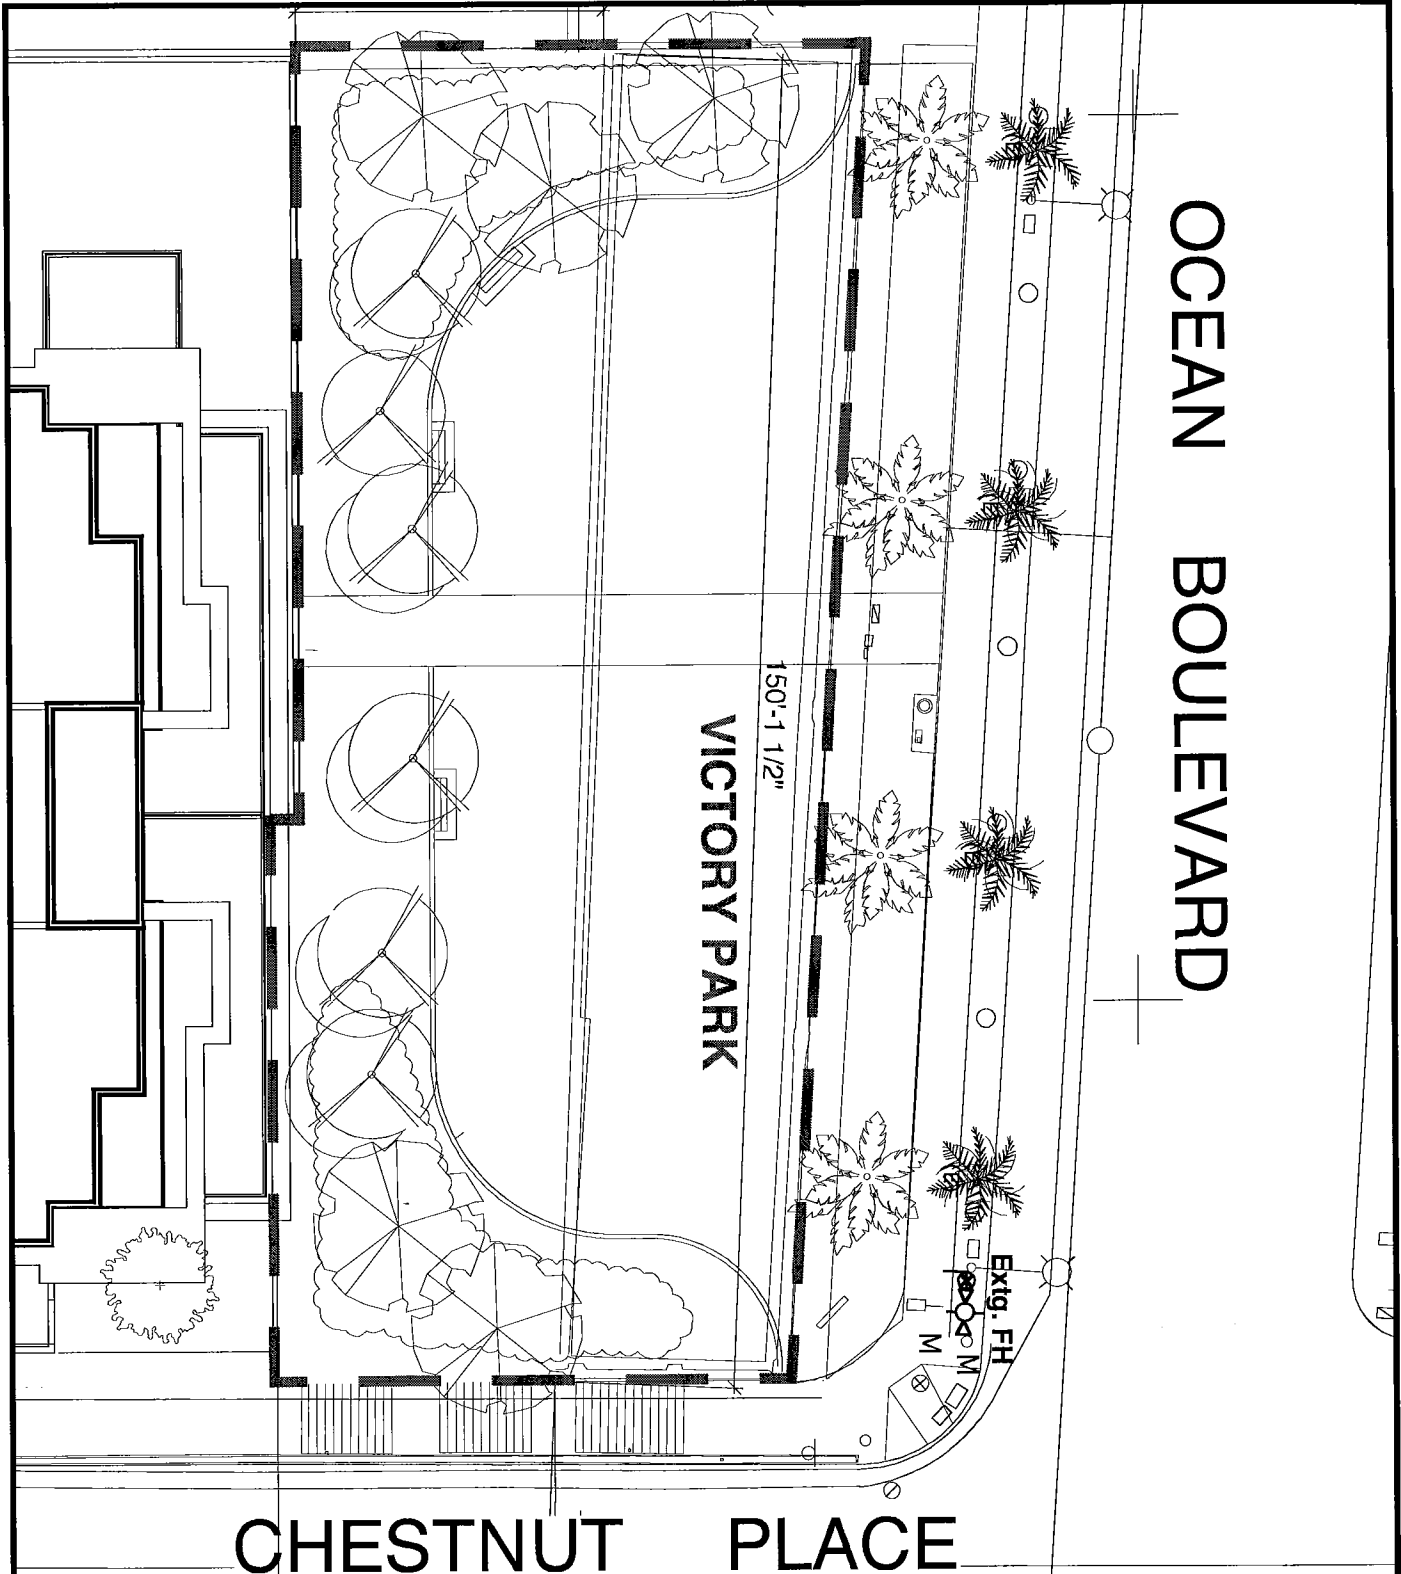 OCEAN BOULEVARD
150'-1 1/2"
VICTORY PARK
Extg. FH
M
M
CHESTNUT PLACE